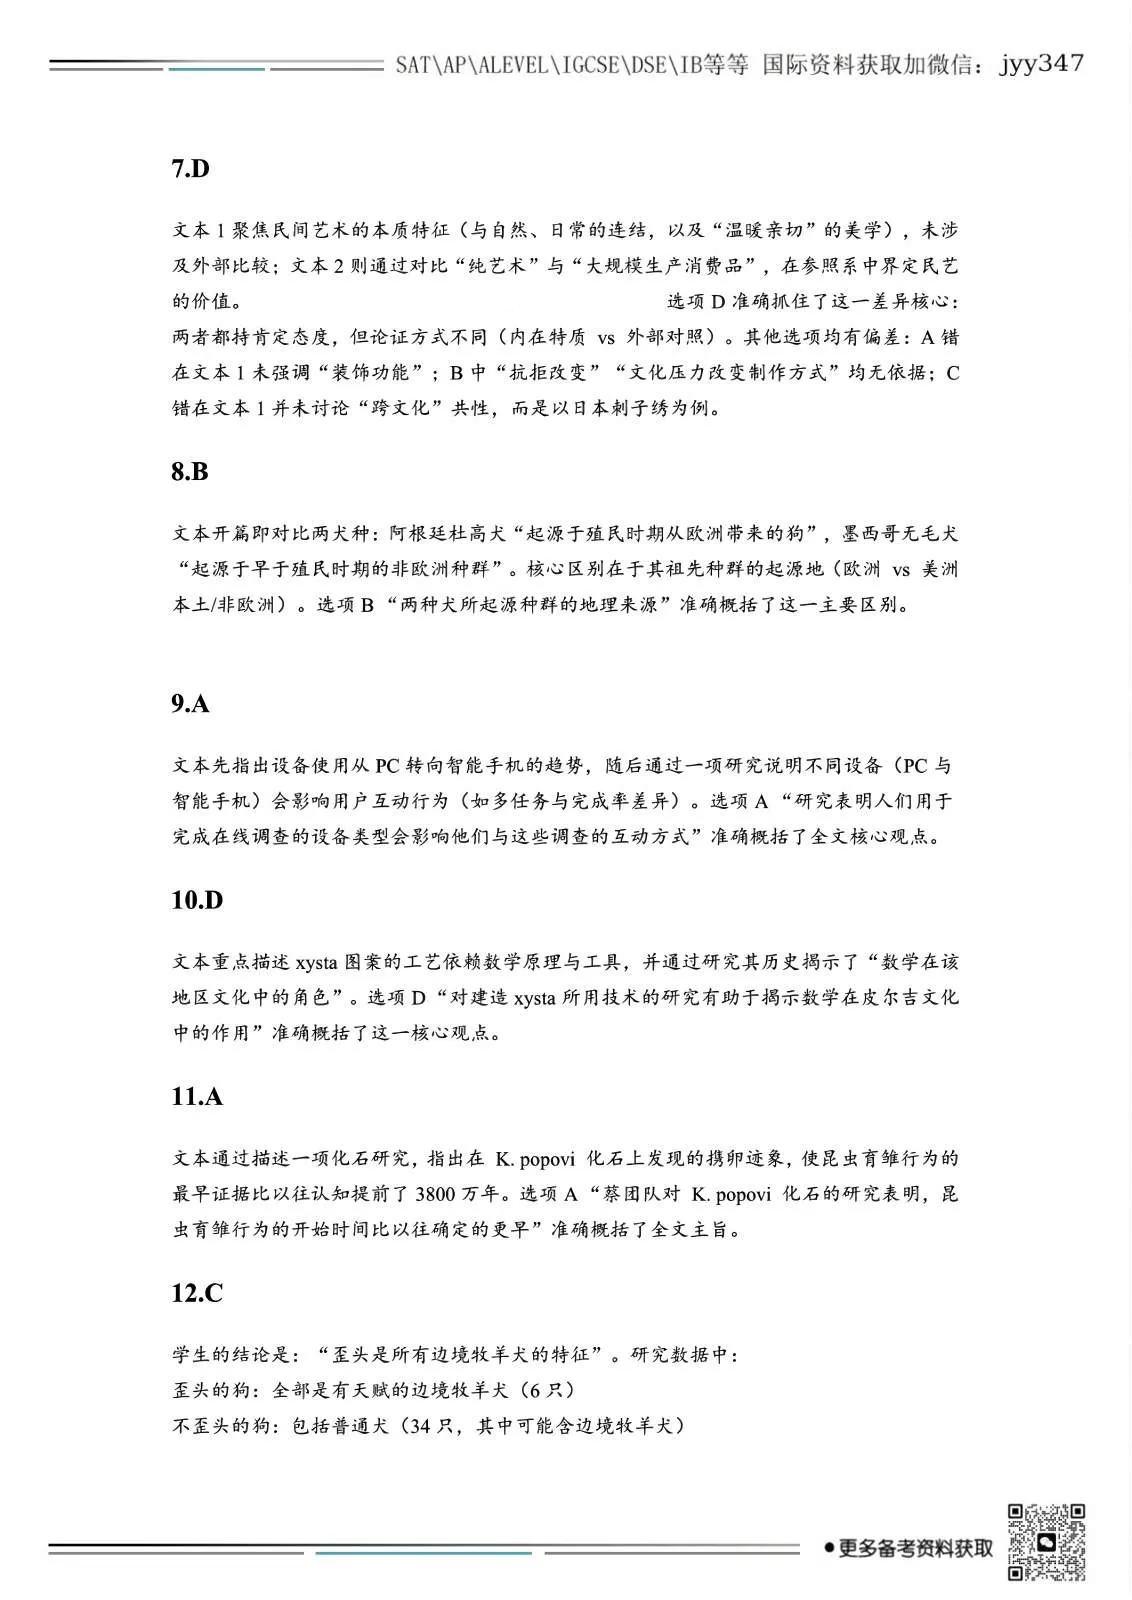 SAT\AP\ALEVEL\IGCSE\DSE\IB等等 国际资料获取加微信：jyy347
7.D
文本 1 聚焦民间艺术的本质特征（与自然、日常的连结，以及“温暖亲切”的美学），未涉
及外部比较；文本 2 则通过对比“纯艺术”与“大规模生产消费品”，在参照系中界定民艺
的价值。 选项 D 准确抓住了这一差异核心：
两者都持肯定态度，但论证方式不同（内在特质 vs 外部对照）。其他选项均有偏差：A 错
在文本 1 未强调“装饰功能”；B 中“抗拒改变”“文化压力改变制作方式”均无依据；C
错在文本 1 并未讨论“跨文化”共性，而是以日本刺子绣为例。
8.B
文本开篇即对比两犬种：阿根廷杜高犬“起源于殖民时期从欧洲带来的狗”，墨西哥无毛犬
“起源于早于殖民时期的非欧洲种群”。核心区别在于其祖先种群的起源地（欧洲 vs 美洲
本土/非欧洲）。选项 B “两种犬所起源种群的地理来源”准确概括了这一主要区别。
9.A
文本先指出设备使用从 PC 转向智能手机的趋势，随后通过一项研究说明不同设备（PC 与
智能手机）会影响用户互动行为（如多任务与完成率差异）。选项 A “研究表明人们用于
完成在线调查的设备类型会影响他们与这些调查的互动方式”准确概括了全文核心观点。
10.D
文本重点描述 xysta 图案的工艺依赖数学原理与工具，并通过研究其历史揭示了“数学在该
地区文化中的角色”。选项 D “对建造 xysta 所用技术的研究有助于揭示数学在皮尔吉文化
中的作用”准确概括了这一核心观点。
11.A
文本通过描述一项化石研究，指出在 K. popovi 化石上发现的携卵迹象，使昆虫育雏行为的
最早证据比以往认知提前了 3800 万年。选项 A “蔡团队对 K. popovi 化石的研究表明，昆
虫育雏行为的开始时间比以往确定的更早”准确概括了全文主旨。
12.C
学生的结论是：“歪头是所有边境牧羊犬的特征”。研究数据中：
歪头的狗：全部是有天赋的边境牧羊犬（6 只）
不歪头的狗：包括普通犬（34 只，其中可能含边境牧羊犬）
●更多备考资料获取